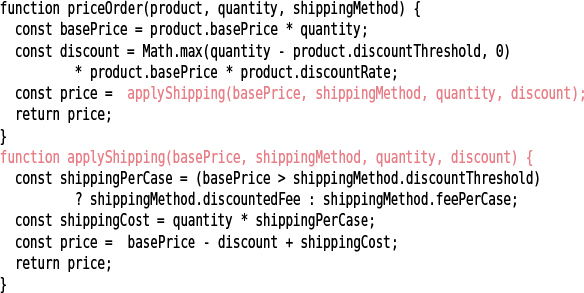 function priceOrder(product, quantity, shippingMethod) {
  const basePrice = product.basePrice * quantity;
  const discount = Math.max(quantity - product.discountThreshold, 0)
          * product.basePrice * product.discountRate;
  const price =  applyShipping(basePrice, shippingMethod, quantity, discount);
  return price;
}
function applyShipping(basePrice, shippingMethod, quantity, discount) {
  const shippingPerCase = (basePrice > shippingMethod.discountThreshold)
          ? shippingMethod.discountedFee : shippingMethod.feePerCase;
  const shippingCost = quantity * shippingPerCase;
  const price =  basePrice - discount + shippingCost;
  return price;
}